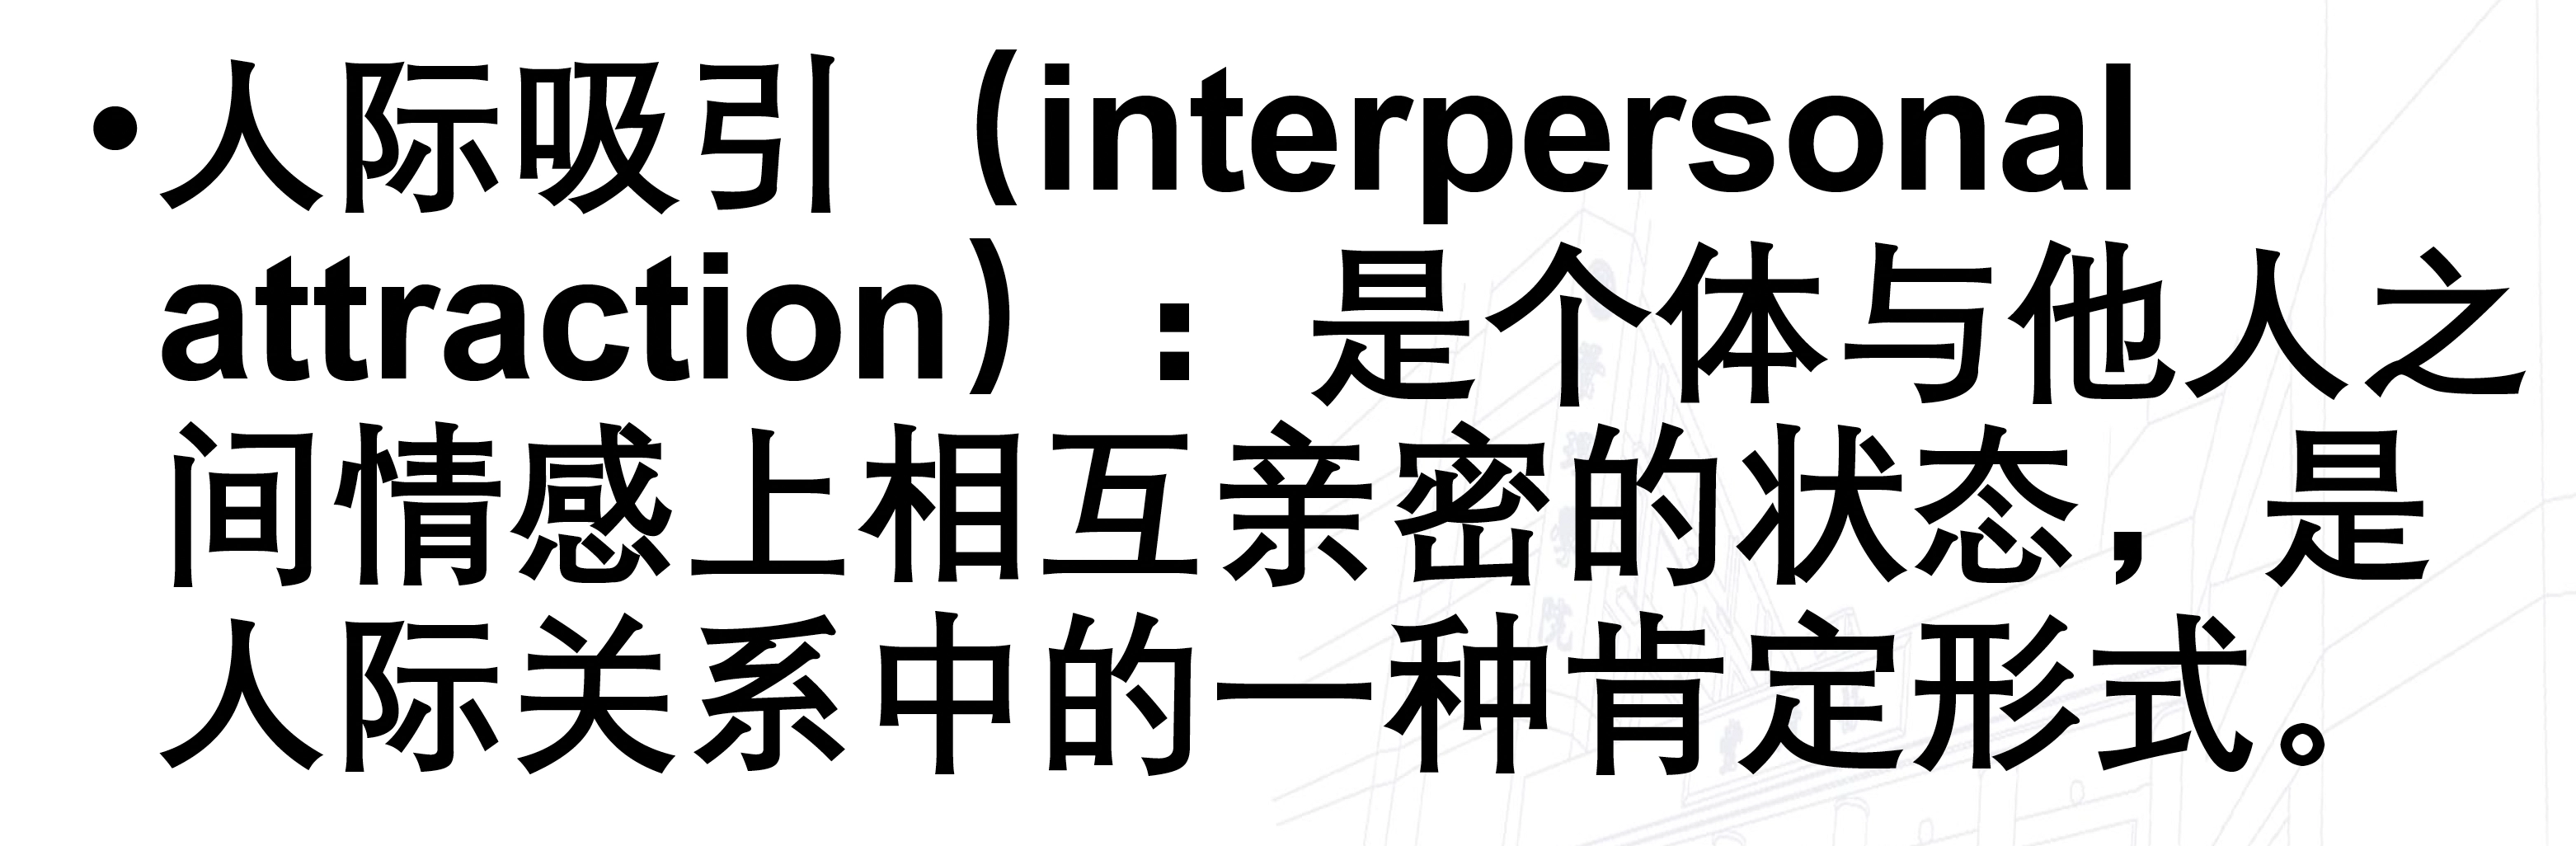 •人际吸引（interpersonal
attraction）：是个体与他人之
间情感上相互亲密的状态，是
人际关系中的一种肯定形式。